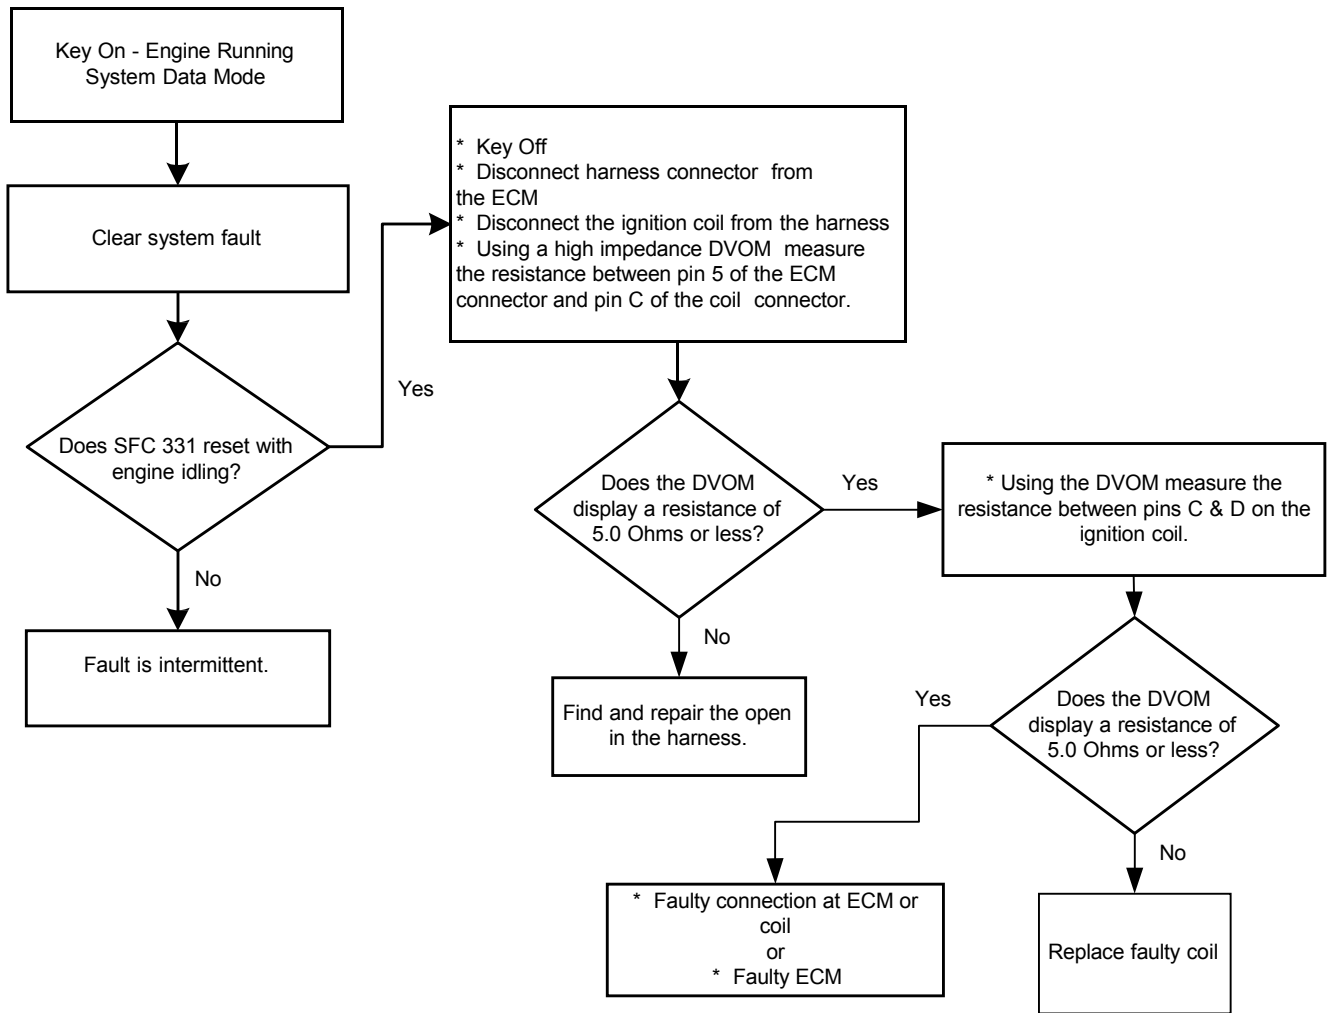 Key On - Engine Running
System Data Mode
Clear system fault
Does SFC 331 reset with
engine idling?
Yes
No
Fault is intermittent.
* Key Off
* Disconnect harness connector from
the ECM
* Disconnect the ignition coil from the harness
* Using a high impedance DVOM measure
the resistance between pin 5 of the ECM
connector and pin C of the coil connector.
Does the DVOM
display a resistance of
5.0 Ohms or less?
Yes
No
Find and repair the open
in the harness.
* Using the DVOM measure the
resistance between pins C & D on the
ignition coil.
Does the DVOM
display a resistance of
5.0 Ohms or less?
Yes
No
* Faulty connection at ECM or
coil
or
* Faulty ECM
Replace faulty coil